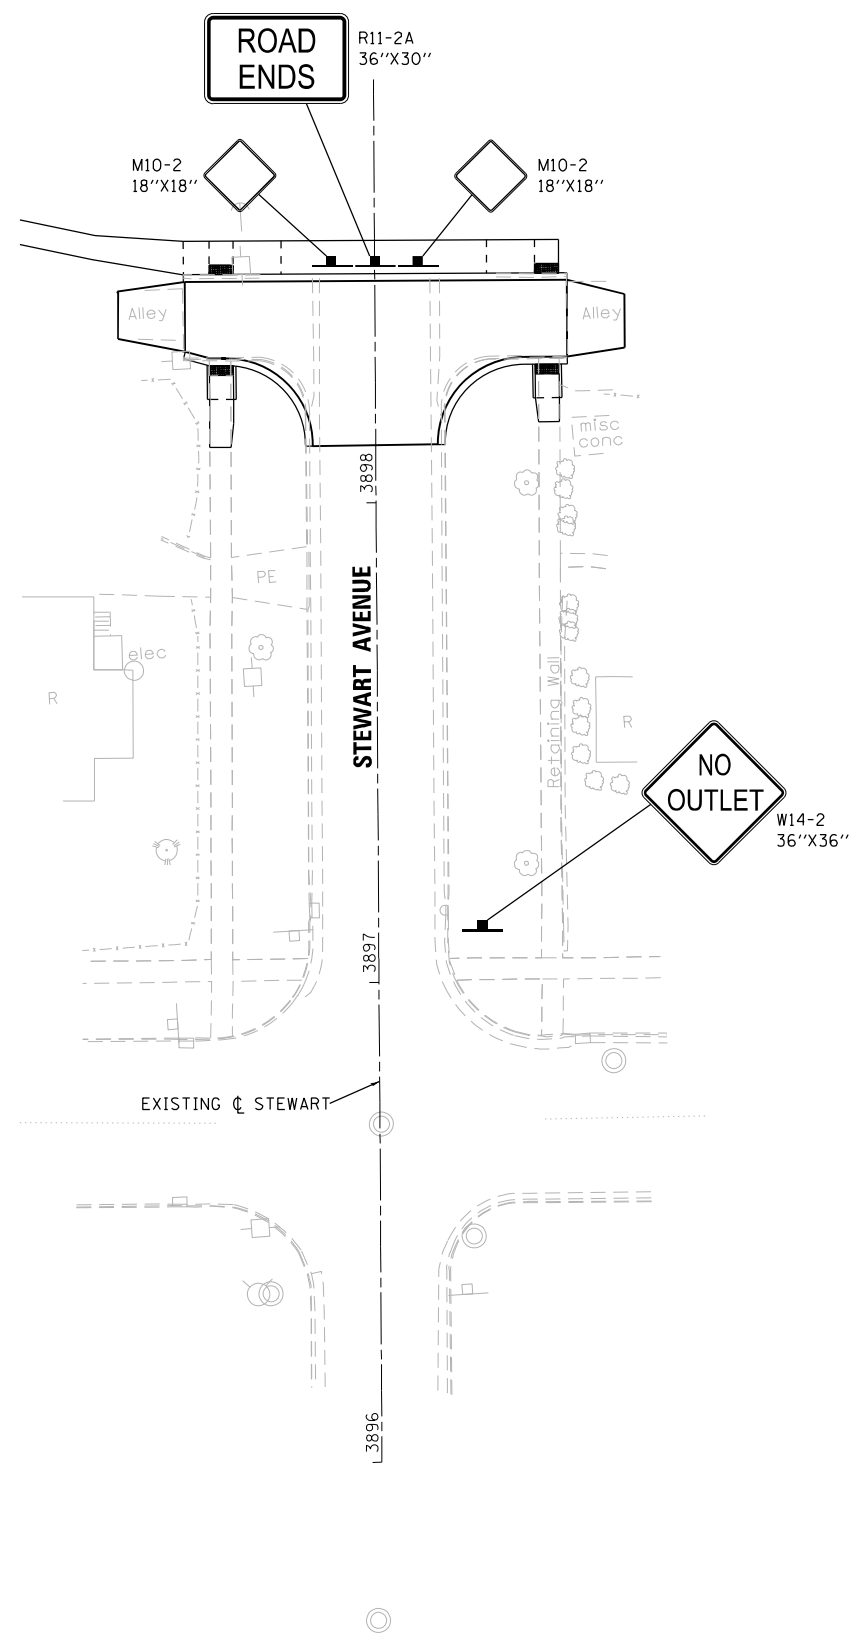 ROAD
ENDS
R11-2A
36''X30''
M10-2
18''X18''
M10-2
18''X18''
Alley
Alley
misc
conc
3898
PE
STEWART AVENUE
elec
R
Retaining Wall
R
NO
OUTLET
W14-2
36''X36''
3897
EXISTING ℄ STEWART
3896